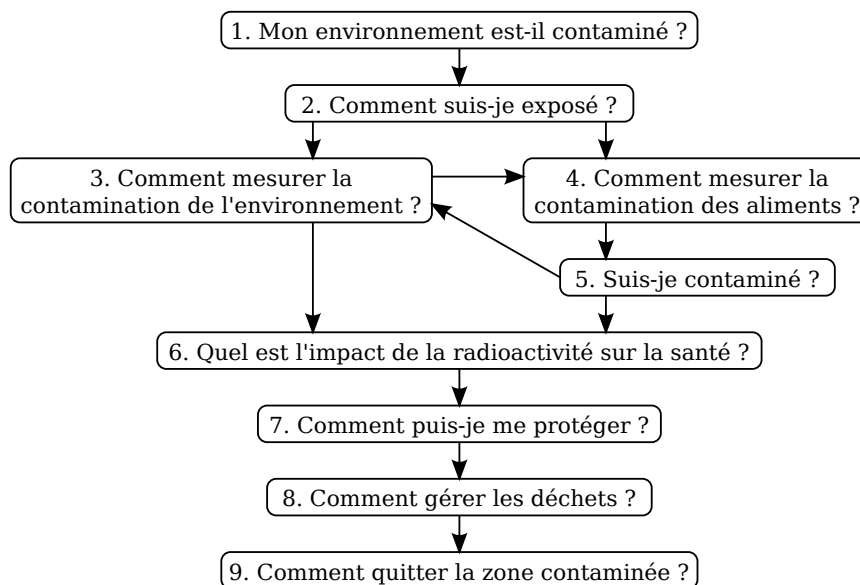 1. Mon environnement est-il contaminé ?
2. Comment suis-je exposé ?
3. Comment mesurer la
contamination de l'environnement ?
4. Comment mesurer la
contamination des aliments ?
5. Suis-je contaminé ?
6. Quel est l'impact de la radioactivité sur la santé ?
7. Comment puis-je me protéger ?
8. Comment gérer les déchets ?
9. Comment quitter la zone contaminée ?